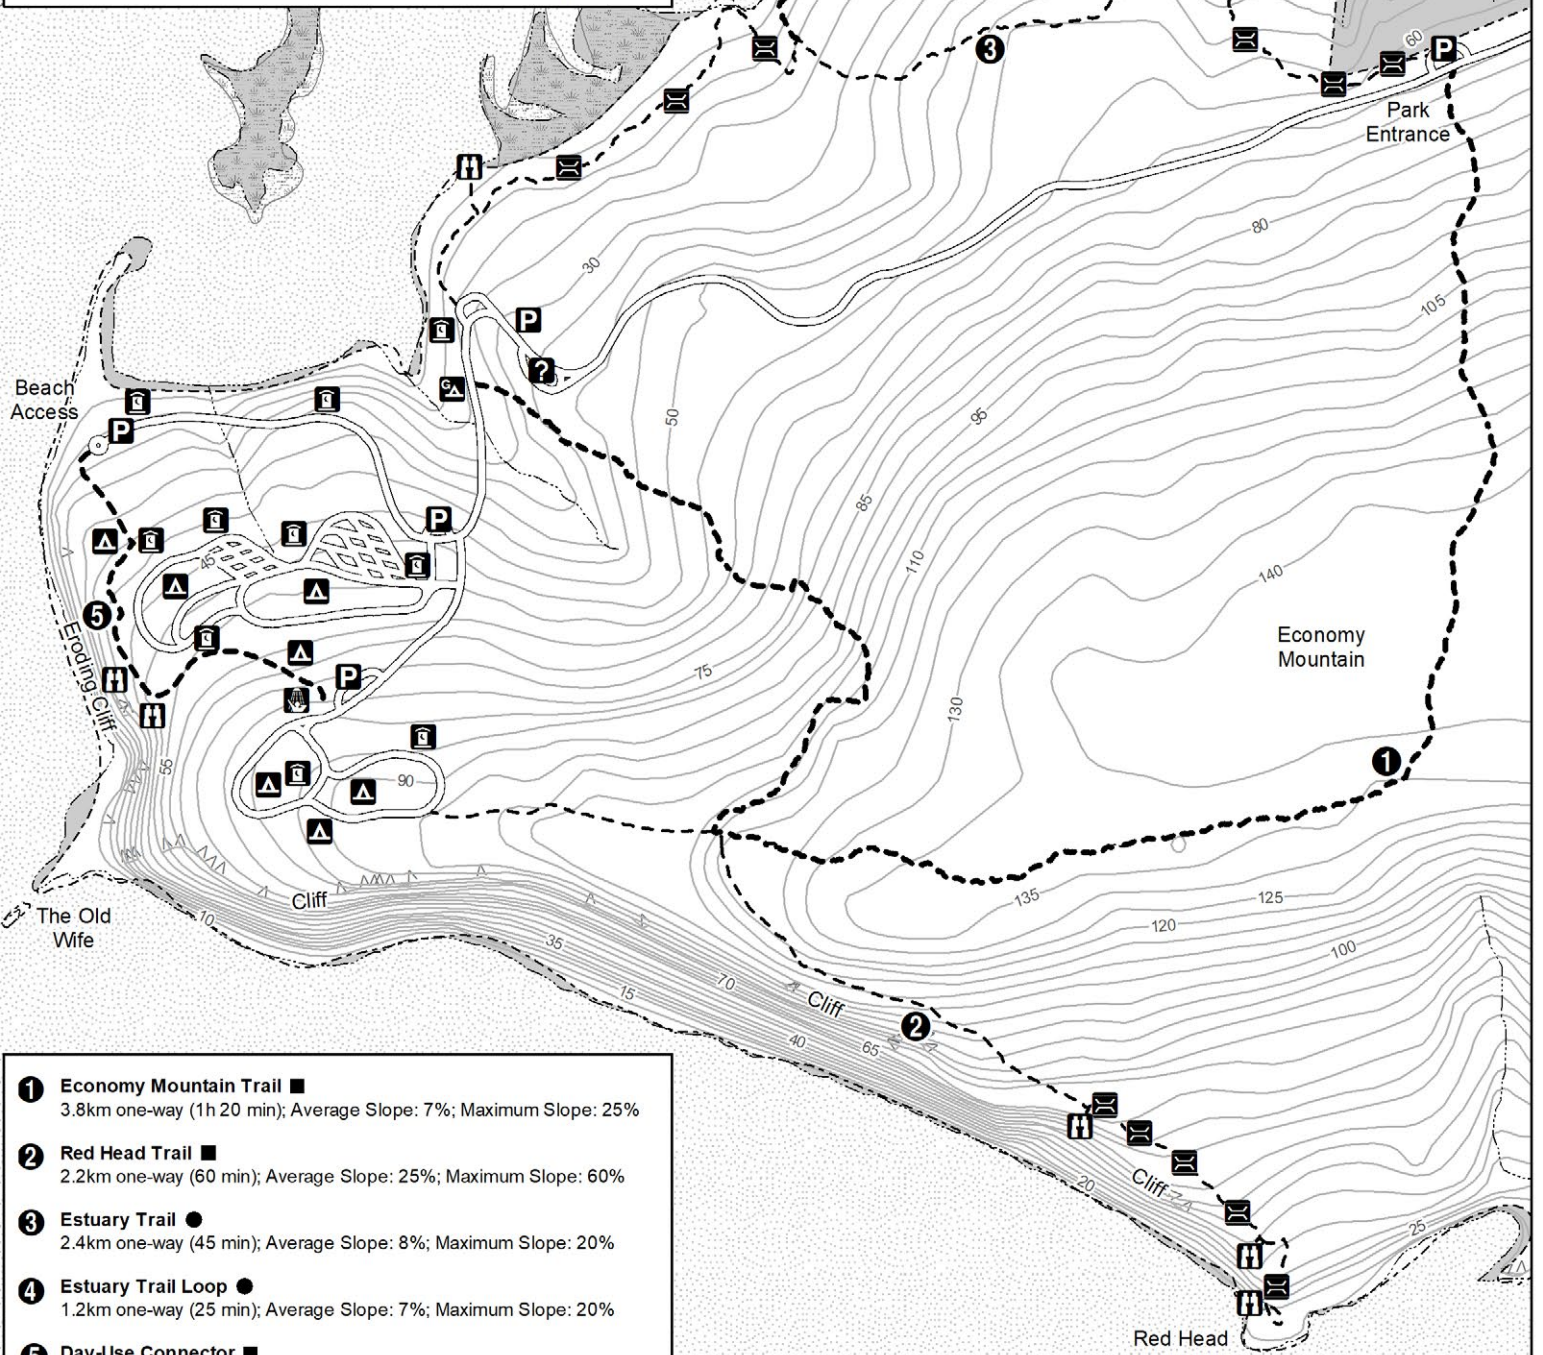 3
60
P
Park
Entrance
80
30
105
P
?
G
Beach
Access
P
50
95
85
P
45
110
140
5
Economy
Mountain
Eroding Cliff
75
P
130
1
55
90
Cliff
135
125
120
100
The Old
Wife
10
35
15
70
Cliff
2
40
65
20
Cliff
25
Red Head
1 Economy Mountain Trail
3.8km one-way (1h 20 min); Average Slope: 7%; Maximum Slope: 25%
2 Red Head Trail
2.2km one-way (60 min); Average Slope: 25%; Maximum Slope: 60%
3 Estuary Trail
2.4km one-way (45 min); Average Slope: 8%; Maximum Slope: 20%
4 Estuary Trail Loop
1.2km one-way (25 min); Average Slope: 7%; Maximum Slope: 20%
5 Day-Use Connector